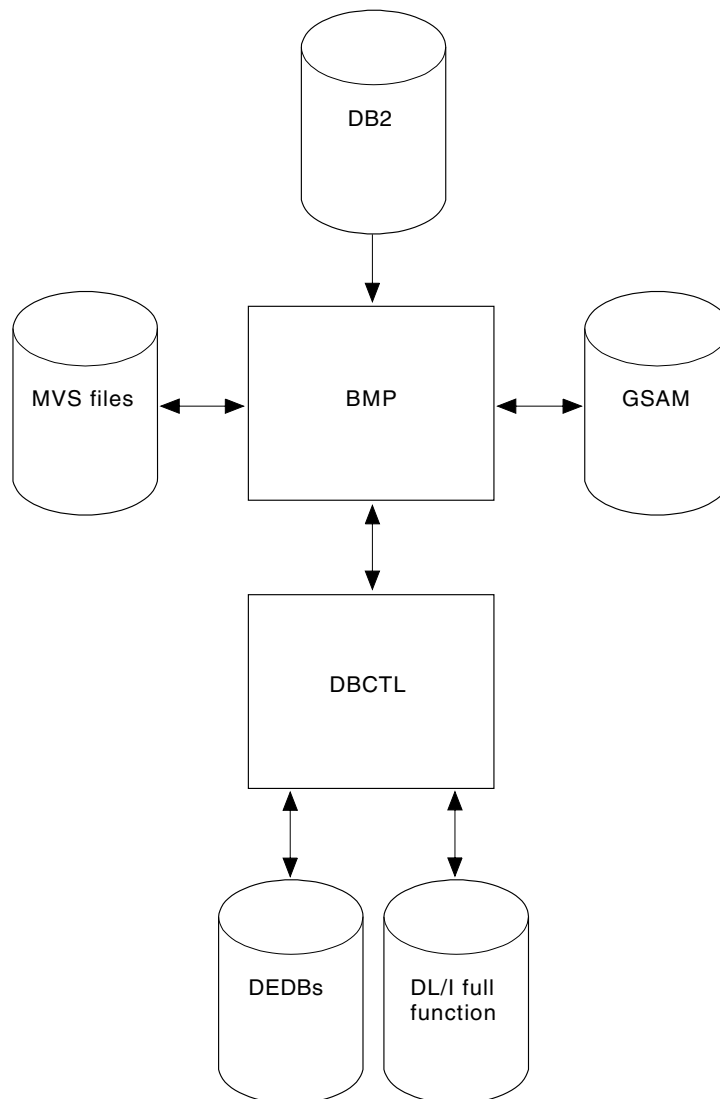 DB2
MVS files
BMP
GSAM
DBCTL
DEDBs
DL/I full
function